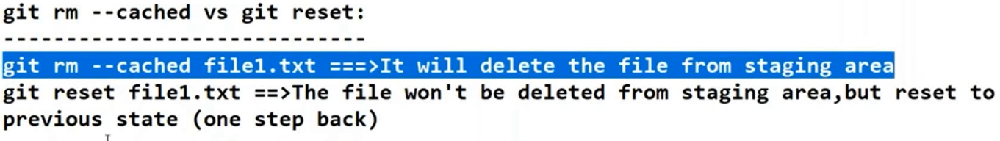 git rm --cached vs git reset:
-----------------------------
git rm --cached file1.txt ===>It will delete the file from staging area
git reset file1.txt ==>The file won't be deleted from staging area,but reset to
previous state (one step back)